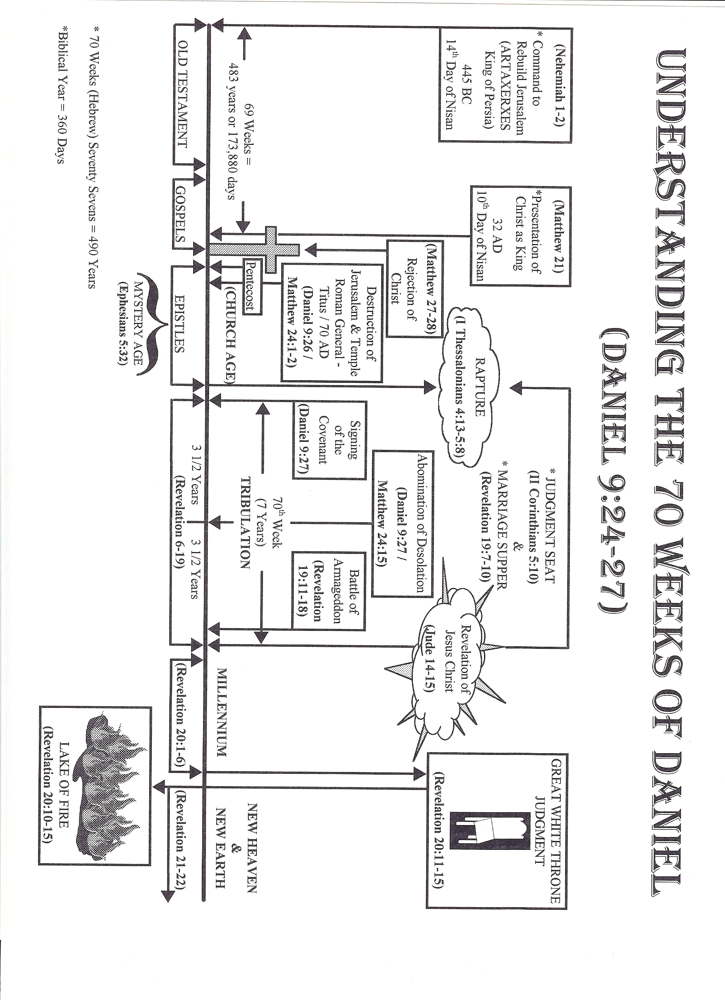 UNDERSTANDING THE 70 WEEKS OF DANIEL
(DANIEL 9:24-27)
(Nehemiah 1-2)
* Command to
Rebuild Jerusalem
(ARTAXERXES
King of Persia)
445 BC
14th Day of Nisan
(Matthew 21)
*Presentation of
Christ as King
32 AD
10th Day of Nisan
(Matthew 27-28)
Rejection of
Christ
RAPTURE
(I Thessalonians 4:13-5:8)
* JUDGMENT SEAT
(II Corinthians 5:10)
&
* MARRIAGE SUPPER
(Revelation 19:7-10)
Revelation of
Jesus Christ
(Jude 14-15)
GREAT WHITE THRONE
JUDGMENT
(Revelation 20:11-15)
Destruction of
Jerusalem & Temple
Roman General -
Titus / 70 AD
(Daniel 9:26 /
Matthew 24:1-2)
Pentecost
(CHURCH AGE)
Signing
of the
Covenant
(Daniel 9:27)
Abomination of Desolation
(Daniel 9:27 /
Matthew 24:15)
Battle of
Armageddon
(Revelation
19:11-18)
69 Weeks =
483 years or 173,880 days
70th Week
(7 Years)
TRIBULATION
MILLENNIUM
NEW HEAVEN
&
NEW EARTH
OLD TESTAMENT
GOSPELS
EPISTLES
3 1/2 Years
3 1/2 Years
(Revelation 6-19)
(Revelation 20:1-6)
(Revelation 21-22)
MYSTERY AGE
(Ephesians 5:32)
LAKE OF FIRE
(Revelation 20:10-15)
* 70 Weeks (Hebrew) Seventy Sevens = 490 Years
*Biblical Year = 360 Days